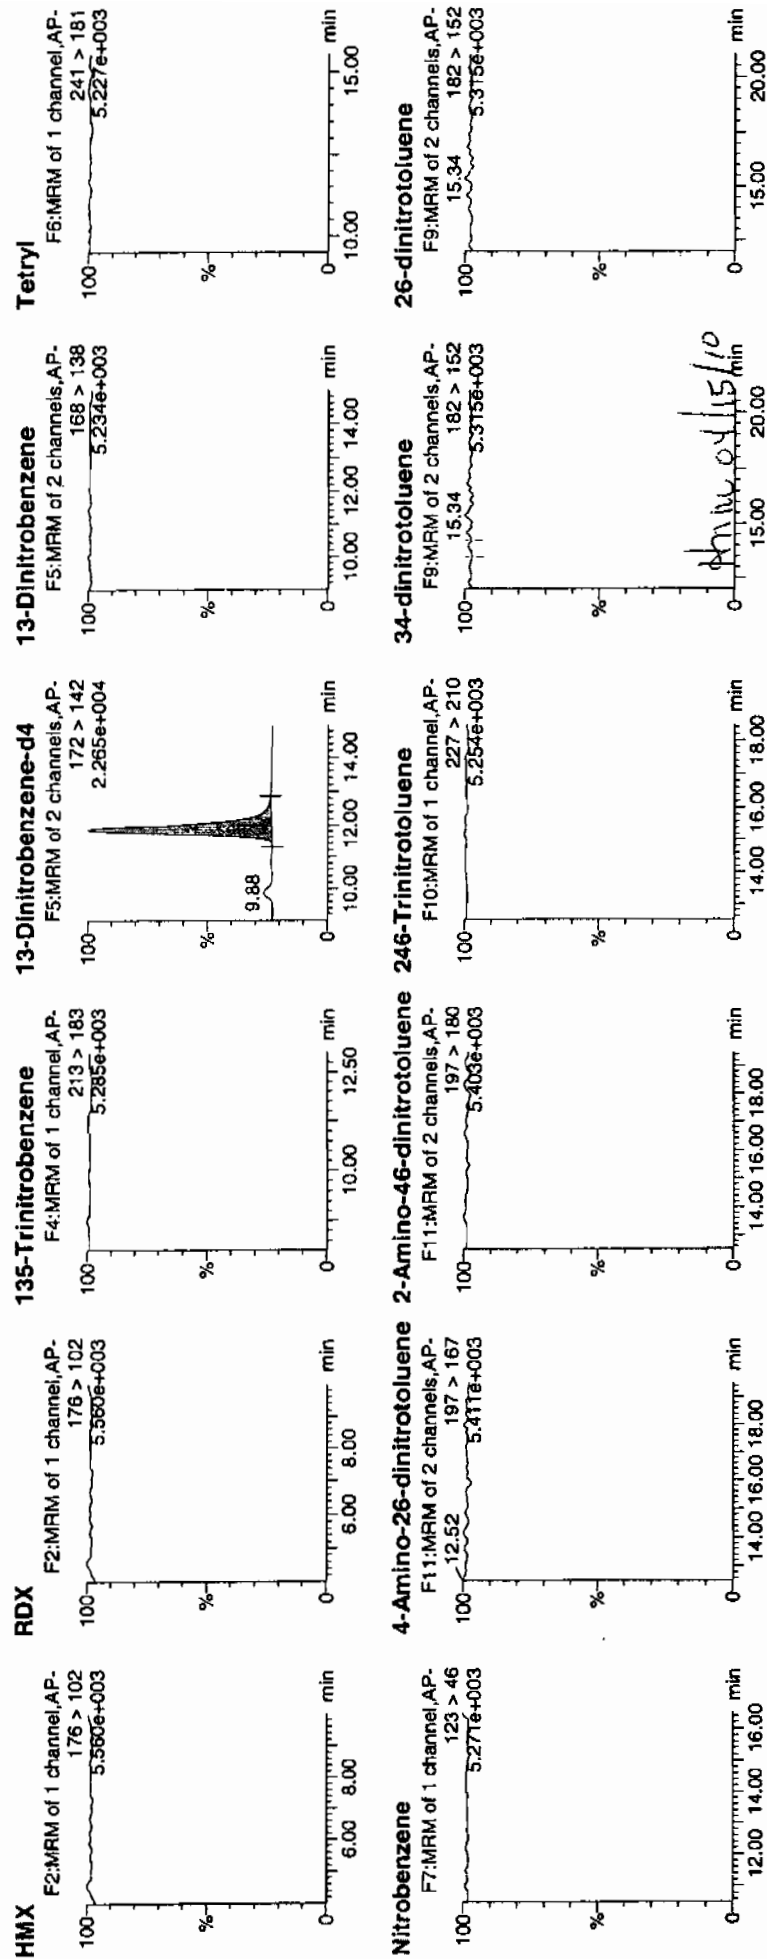 HMX
F2:MRM of 1 channel,AP-
176 > 102
5.560e+003
100
%
0
6.00 8.00 min
RDX
F2:MRM of 1 channel,AP-
176 > 102
5.560e+003
100
%
0
6.00 8.00 min
135-Trinitrobenzene
F4:MRM of 1 channel,AP-
213 > 183
5.285e+003
100
%
0
10.00 12.50 min
13-Dinitrobenzene-d4
F5:MRM of 2 channels,AP-
172 > 142
2.265e+004
100
9.88
%
0
10.00 12.00 14.00 min
13-Dinitrobenzene
F5:MRM of 2 channels,AP-
168 > 138
5.234e+003
100
%
0
10.00 12.00 14.00 min
Tetryl
F6:MRM of 1 channel,AP-
241 > 181
5.227e+003
100
%
0
10.00 15.00 min
Nitrobenzene
F7:MRM of 1 channel,AP-
123 > 46
5.271e+003
100
%
0
12.00 14.00 16.00 min
4-Amino-26-dinitrotoluene
F11:MRM of 2 channels,AP-
12.52 197 > 167
5.411e+003
100
%
0
14.00 16.00 18.00 min
2-Amino-46-dinitrotoluene
F11:MRM of 2 channels,AP-
197 > 180
5.403e+003
100
%
0
14.00 16.00 18.00 min
246-Trinitrotoluene
F10:MRM of 1 channel,AP-
227 > 210
5.254e+003
100
%
0
14.00 16.00 18.00 min
34-dinitrotoluene
F9:MRM of 2 channels,AP-
15.34 182 > 152
5.315e+003
100
%
0
15.00 20.00 min
04/15/10
26-dinitrotoluene
F9:MRM of 2 channels,AP-
15.34 182 > 152
5.315e+003
100
%
0
15.00 20.00 min